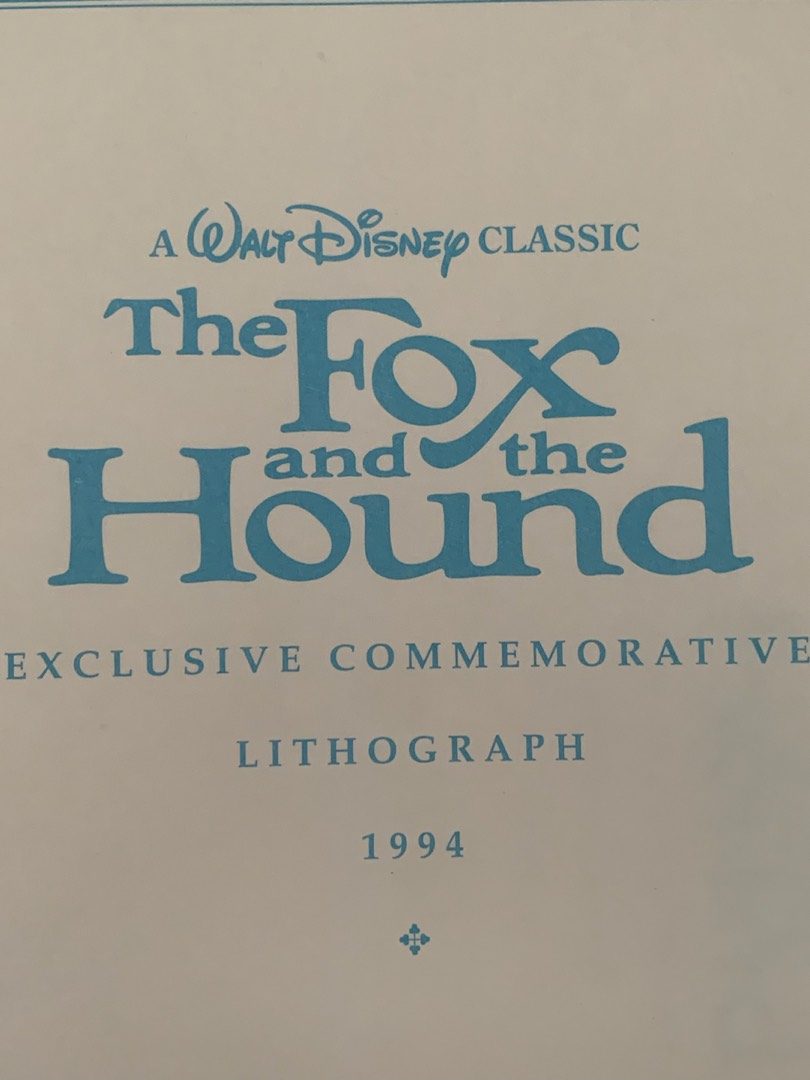 A WALT DISNEY CLASSIC
The Fox
and the
Hound
EXCLUSIVE COMMEMORATIVE
LITHOGRAPH
1994